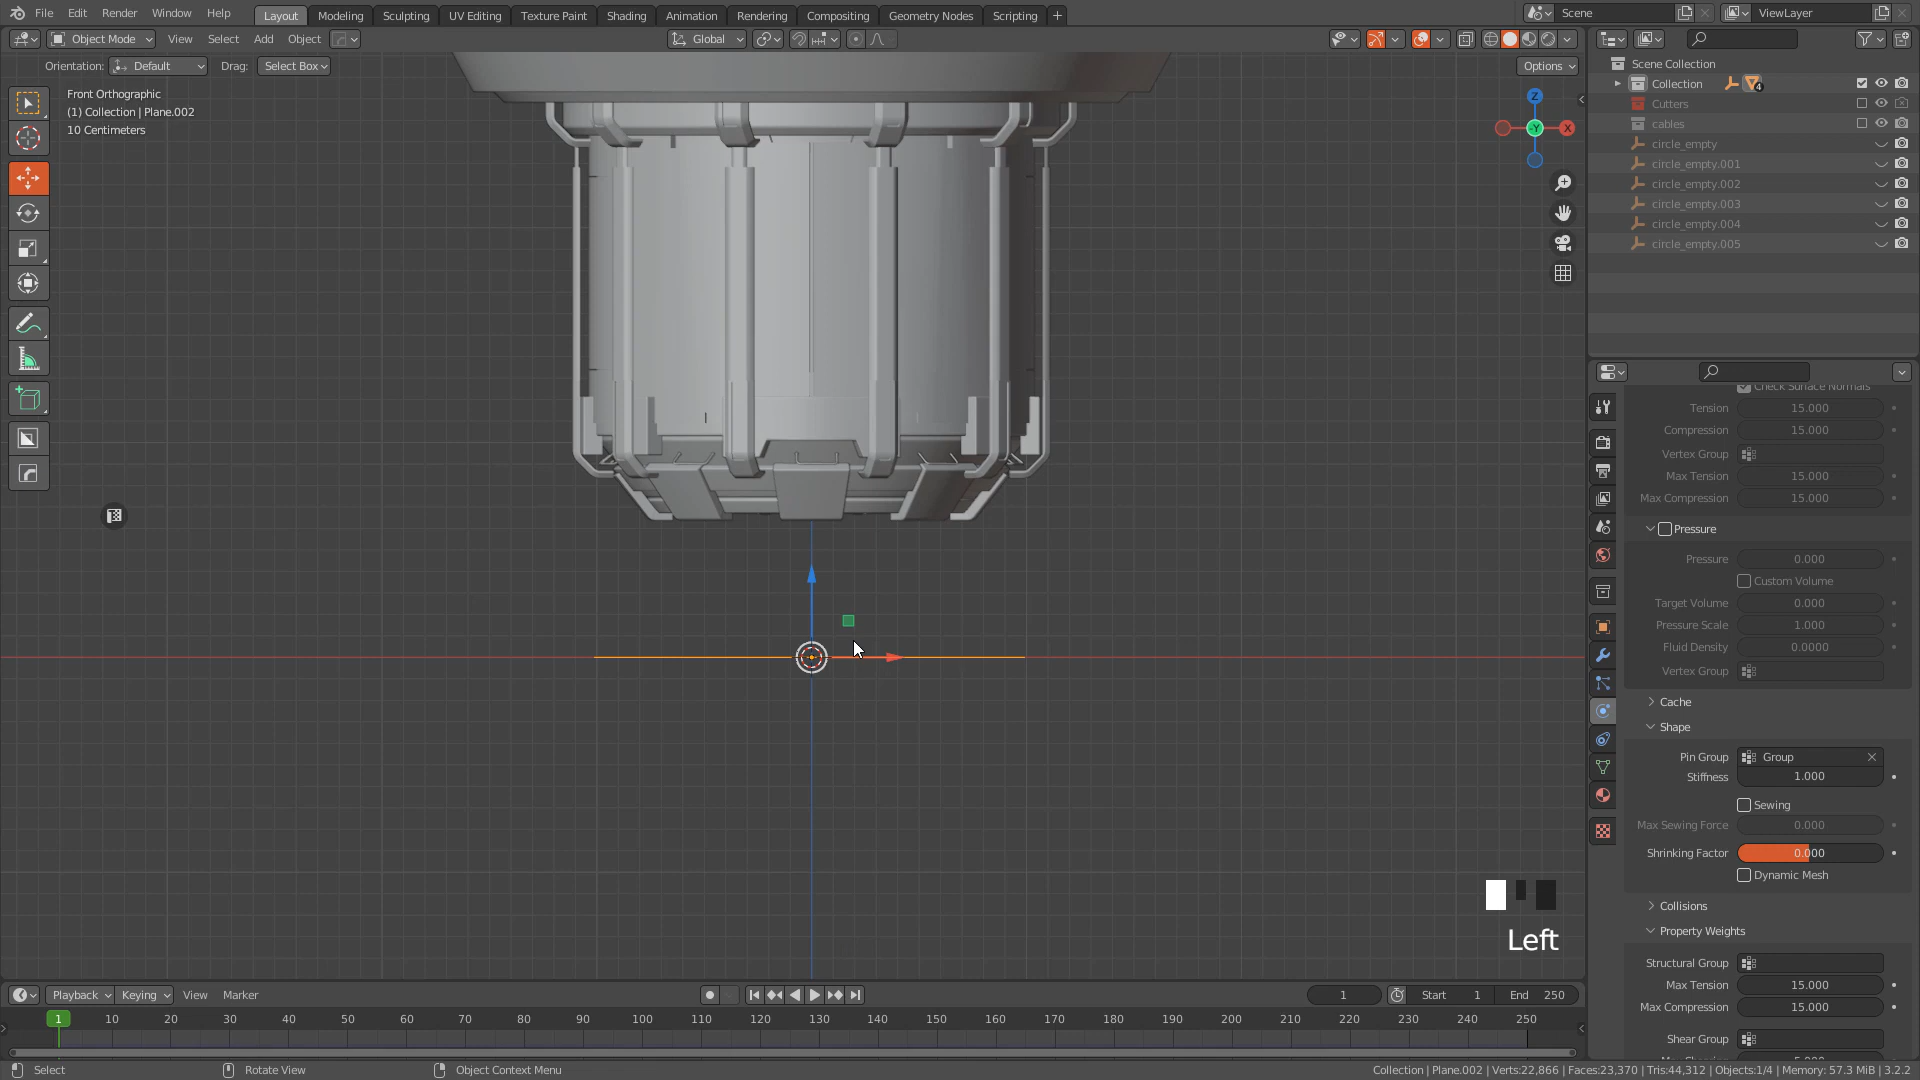 File Edit Render Window Help Layout Modeling Sculpting UV Editing Texture Paint Shading Animation Rendering Compositing Geometry Nodes Scripting + Scene ViewLayer
Object Mode View Select Add Object Global
Orientation: Default Drag: Select Box Options
Front Orthographic
(1) Collection | Plane.002
10 Centimeters
Z
Y
X
Scene Collection
Collection 4
Cutters
cables
circle_empty
circle_empty.001
circle_empty.002
circle_empty.003
circle_empty.004
circle_empty.005
Check Surface Normals
Tension 15.000
Compression 15.000
Vertex Group
Max Tension 15.000
Max Compression 15.000
Pressure
Pressure 0.000
Custom Volume
Target Volume 0.000
Pressure Scale 1.000
Fluid Density 0.0000
Vertex Group
Cache
Shape
Pin Group Group
Stiffness 1.000
Sewing
Max Sewing Force 0.000
Shrinking Factor 0.000
Dynamic Mesh
Collisions
Property Weights
Structural Group
Max Tension 15.000
Max Compression 15.000
Shear Group
Left
Playback Keying View Marker 1 Start 1 End 250
1 10 20 30 40 50 60 70 80 90 100 110 120 130 140 150 160 170 180 190 200 210 220 230 240 250
Select Rotate View Object Context Menu Collection | Plane.002 | Verts:22,866 | Faces:23,370 | Tris:44,312 | Objects:1/4 | Memory: 57.3 MiB | 3.2.2